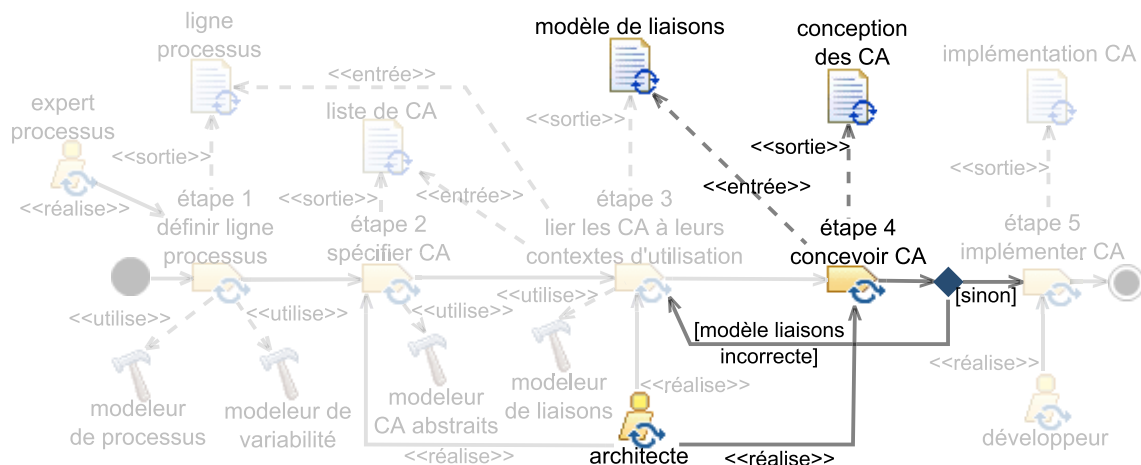 ligne
processus
modèle de liaisons
conception
des CA
implémentation CA
<<entrée>>
expert
processus
liste de CA
<<sortie>>
<<sortie>>
<<sortie>>
<<sortie>>
<<réalise>>
étape 1
définir ligne
processus
<<sortie>>
étape 2
spécifier CA
<<entrée>>
étape 3
lier les CA à leurs
contextes d'utilisation
<<entrée>>
étape 4
concevoir CA
étape 5
implémenter CA
[sinon]
<<utilise>>
<<utilise>>
<<utilise>>
<<utilise>>
[modèle liaisons
incorrecte]
modeleur
de processus
modeleur de
variabilité
modeleur
CA abstraits
modeleur
de liaisons
<<réalise>>
<<réalise>>
développeur
<<réalise>>
architecte
<<réalise>>